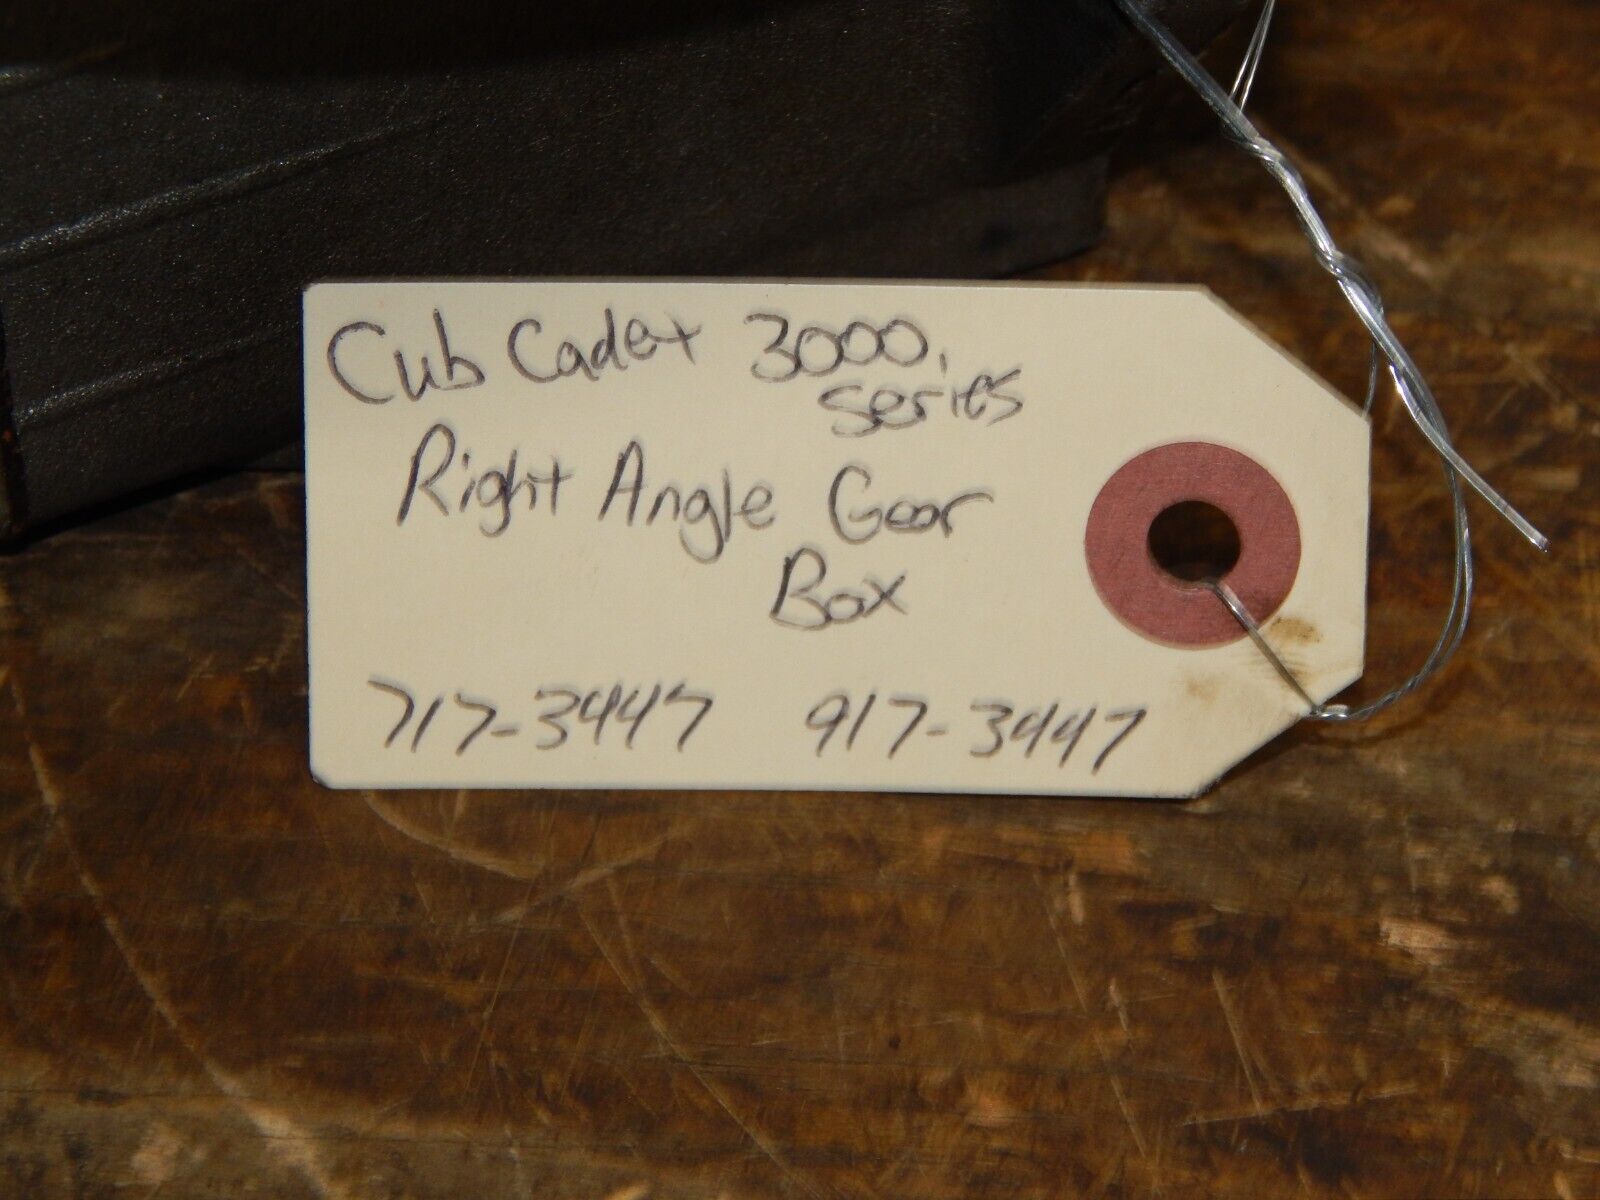 Cub Cadet 3000
series
Right Angle Gear
Box
717-3447 917-3447